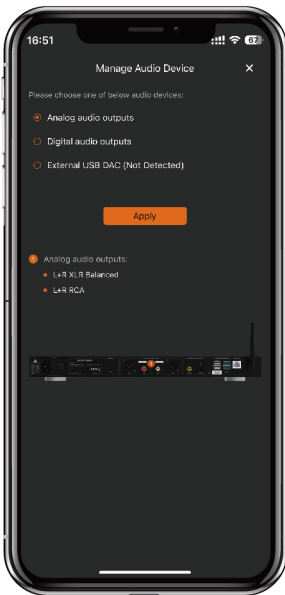 16:51
67
Manage Audio Device
Please choose one of below audio devices:
Analog audio outputs
Digital audio outputs
External USB DAC (Not Detected)
Apply
1 Analog audio outputs:
L+R XLR Balanced
L+R RCA
1